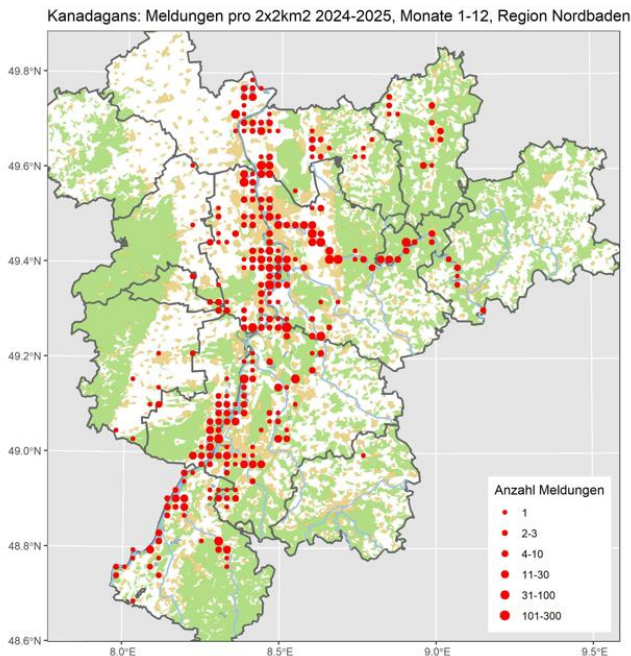 Kanadagans: Meldungen pro 2x2km2 2024-2025, Monate 1-12, Region Nordbaden
49.8°N
49.6°N
49.4°N
49.2°N
49.0°N
48.8°N
48.6°N
8.0°E
8.5°E
9.0°E
9.5°E
Anzahl Meldungen
1
2-3
4-10
11-30
31-100
101-300